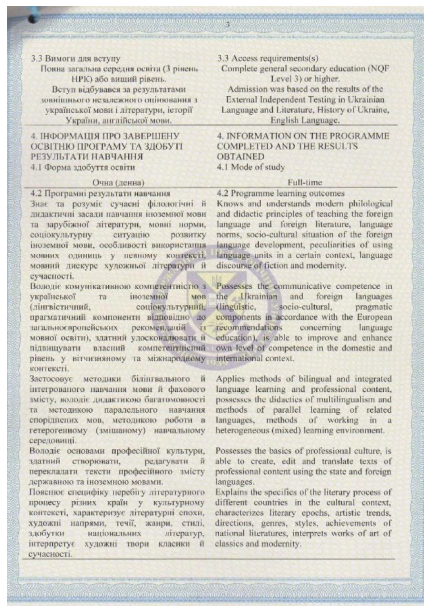 3
3.3 Вимоги для вступу
Повна загальна середня освіта (3 рівень
НРК) або вищий рівень.
Вступ відбувався за результатами
зовнішнього незалежного оцінювання з
української мови і літератури, історії
України, англійської мови.
4. ІНФОРМАЦІЯ ПРО ЗАВЕРШЕНУ
ОСВІТНЮ ПРОГРАМУ ТА ЗДОБУТІ
РЕЗУЛЬТАТИ НАВЧАННЯ
4.1 Форма здобуття освіти
Очна (денна)
4.2 Програмні результати навчання
Знає та розуміє сучасні філологічні й
дидактичні засади навчання іноземної мови
та зарубіжної літератури, мовні норми,
соціокультурну ситуацію розвитку
іноземної мови, особливості використання
мовних одиниць у певному контексті,
мовний дискурс художньої літератури й
сучасності.
Володіє комунікативною компетентністю з
української та іноземної мов
(лінгвістичний, соціокультурний,
прагматичний компоненти відповідно до
загальноєвропейських рекомендацій із
мовної освіти), здатний удосконалювати й
підвищувати власний компетентнісний
рівень у вітчизняному та міжнародному
контексті.
Застосовує методики білінгвального й
інтегрованого навчання мови й фахового
змісту, володіє дидактикою багатомовності
та методикою паралельного навчання
споріднених мов, методикою роботи в
гетерогенному (змішаному) навчальному
середовищі.
Володіє основами професійної культури,
здатний створювати, редагувати й
перекладати тексти професійного змісту
державною та іноземною мовами.
Пояснює специфіку перебігу літературного
процесу різних країн у культурному
контексті, характеризує літературні епохи,
художні напрями, течії, жанри, стилі,
здобутки національних літератур,
інтерпретує художні твори класики й
сучасності.
3.3 Access requirements(s)
Complete general secondary education (NQF
Level 3) or higher.
Admission was based on the results of the
External Independent Testing in Ukrainian
Language and Literature, History of Ukraine,
English Language.
4. INFORMATION ON THE PROGRAMME
COMPLETED AND THE RESULTS
OBTAINED
4.1 Mode of study
Full-time
4.2 Programme learning outcomes
Knows and understands modern philological
and didactic principles of teaching the foreign
language and foreign literature, language
norms, socio-cultural situation of the foreign
language development, peculiarities of using
language units in a certain context, language
discourse of fiction and modernity.
Possesses the communicative competence in
the Ukrainian and foreign languages
(linguistic, socio-cultural, pragmatic
components in accordance with the European
recommendations concerning language
education), is able to improve and enhance
own level of competence in the domestic and
international context.
Applies methods of bilingual and integrated
language learning and professional content,
possesses the didactics of multilingualism and
methods of parallel learning of related
languages, methods of working in a
heterogeneous (mixed) learning environment.
Possesses the basics of professional culture, is
able to create, edit and translate texts of
professional content using the state and foreign
languages.
Explains the specifics of the literary process of
different countries in the cultural context,
characterizes literary epochs, artistic trends,
directions, genres, styles, achievements of
national literatures, interprets works of art of
classics and modernity.